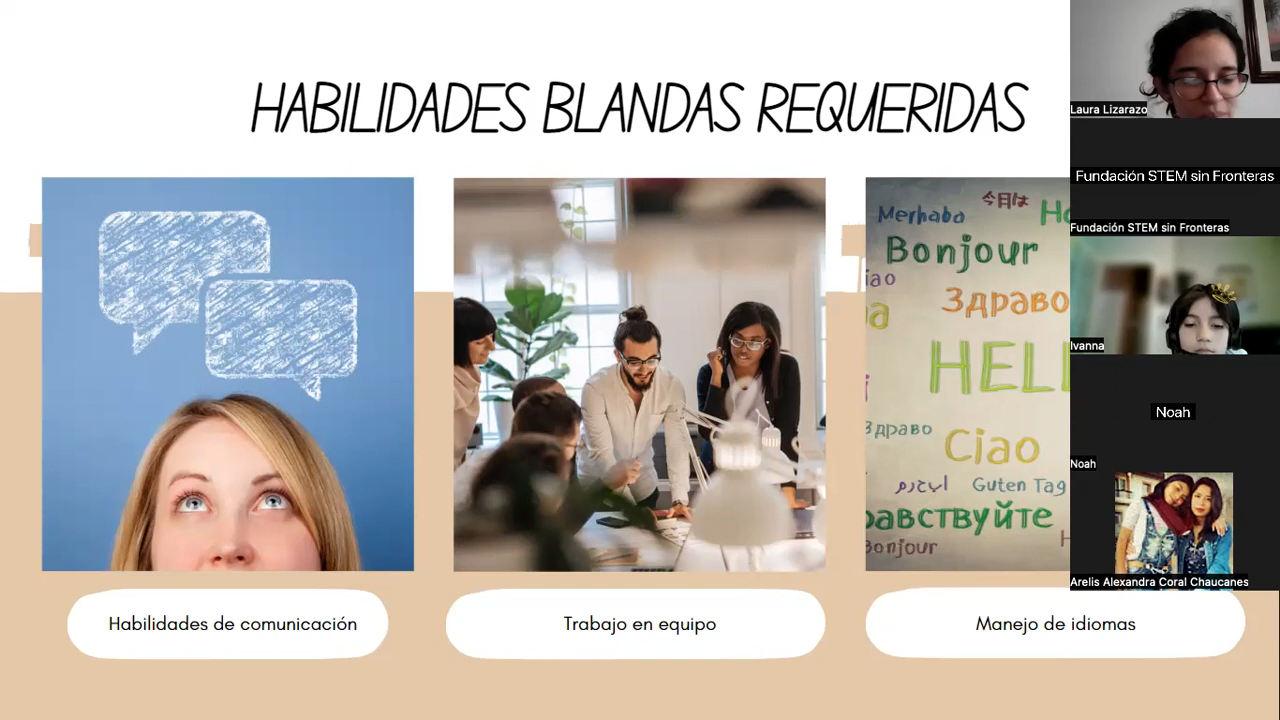 HABILIDADES BLANDAS REQUERIDAS
Merhaba
今日は
Bonjour
Здраво
HELL
Здраво
Ciao
Guten Tag
равствуйте
Bonjour
Habilidades de comunicación
Trabajo en equipo
Manejo de idiomas
Laura Lizarazo
Fundación STEM sin Fronteras
Fundación STEM sin Fronteras
Ivanna
Noah
Noah
Arelis Alexandra Coral Chaucanes